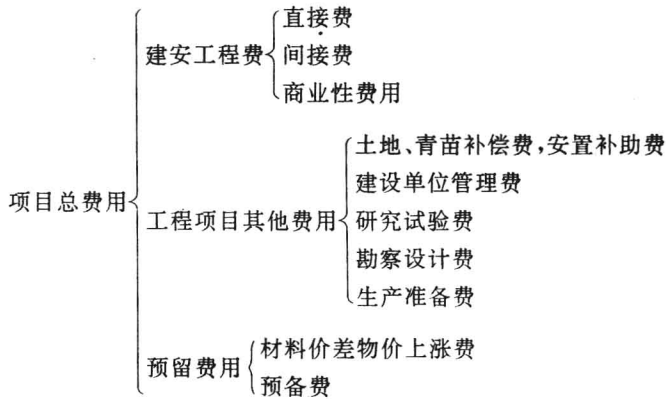 直接费
建安工程费
间接费
商业性费用
土地、青苗补偿费,安置补助费
建设单位管理费
项目总费用
工程项目其他费用
研究试验费
勘察设计费
生产准备费
材料价差物价上涨费
预留费用
预备费